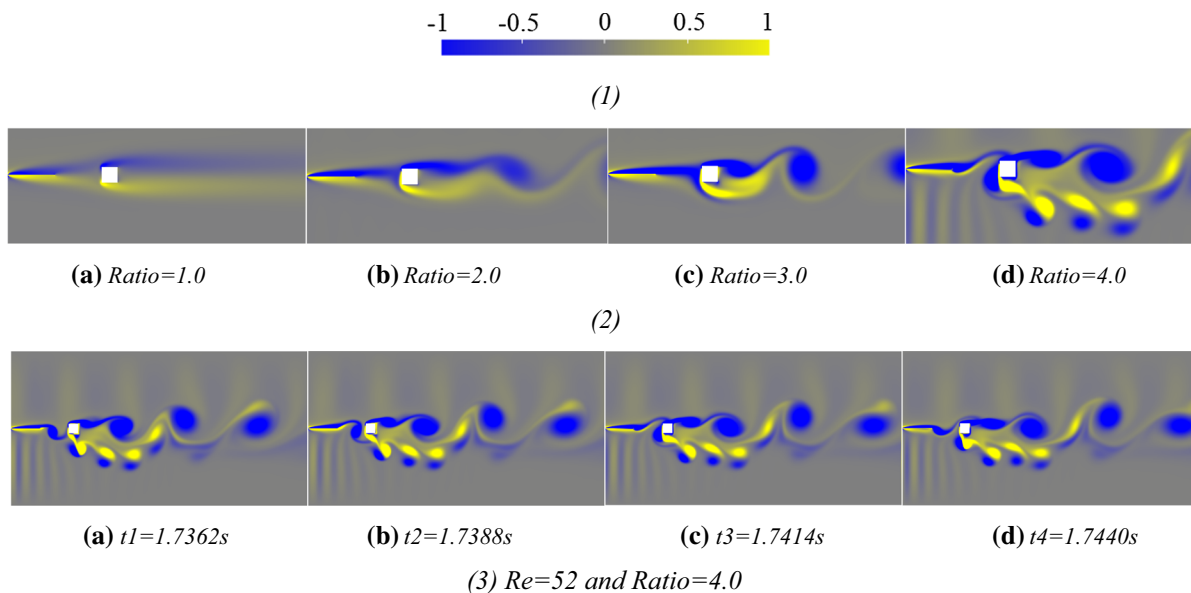 -1 -0.5 0 0.5 1
(1)
(a) Ratio=1.0 (b) Ratio=2.0 (c) Ratio=3.0 (d) Ratio=4.0
(2)
(a) t1=1.7362s (b) t2=1.7388s (c) t3=1.7414s (d) t4=1.7440s
(3) Re=52 and Ratio=4.0